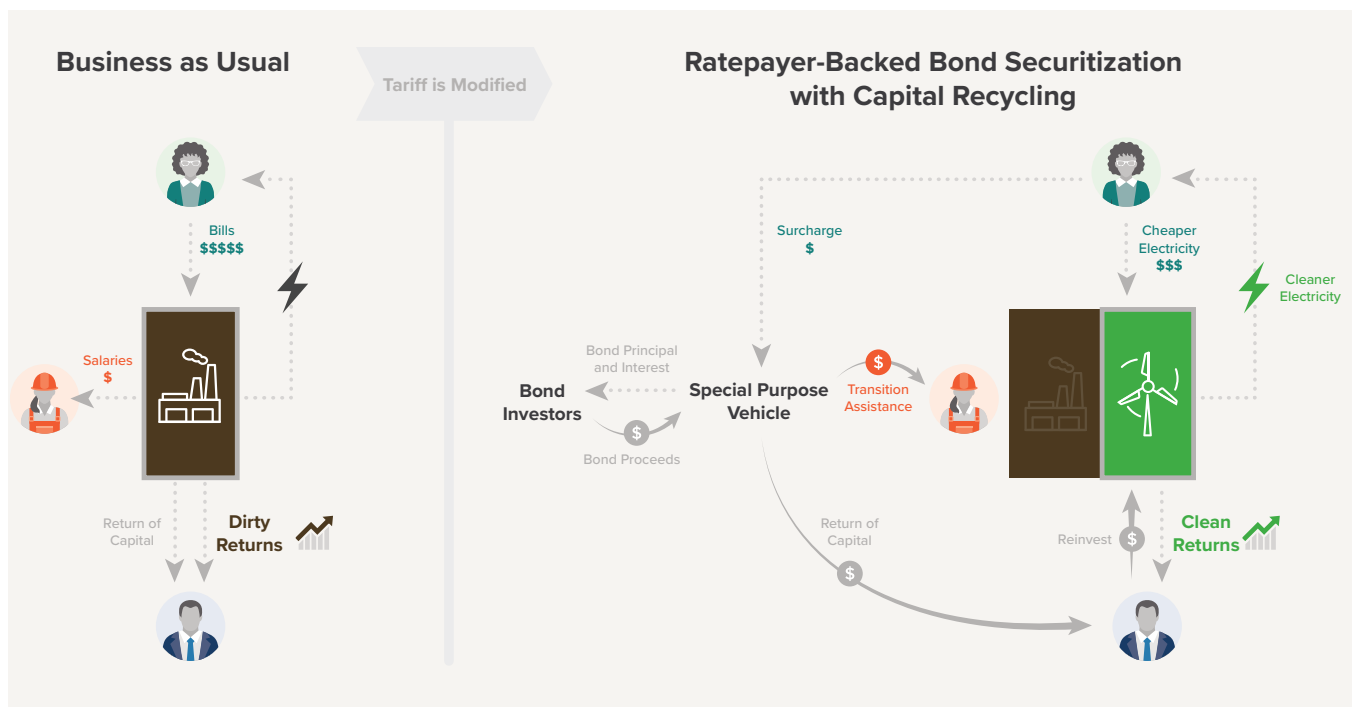 Business as Usual
Tariff is Modified
Ratepayer-Backed Bond Securitization
with Capital Recycling
Bills
$$$$$
Salaries
$
Return of
Capital
Dirty
Returns
Surcharge
$
Cheaper
Electricity
$$$
Cleaner
Electricity
Bond Principal
and Interest
Bond
Investors
$
Bond Proceeds
Special Purpose
Vehicle
$
Transition
Assistance
Return of
Capital
$
Reinvest
$
Clean
Returns